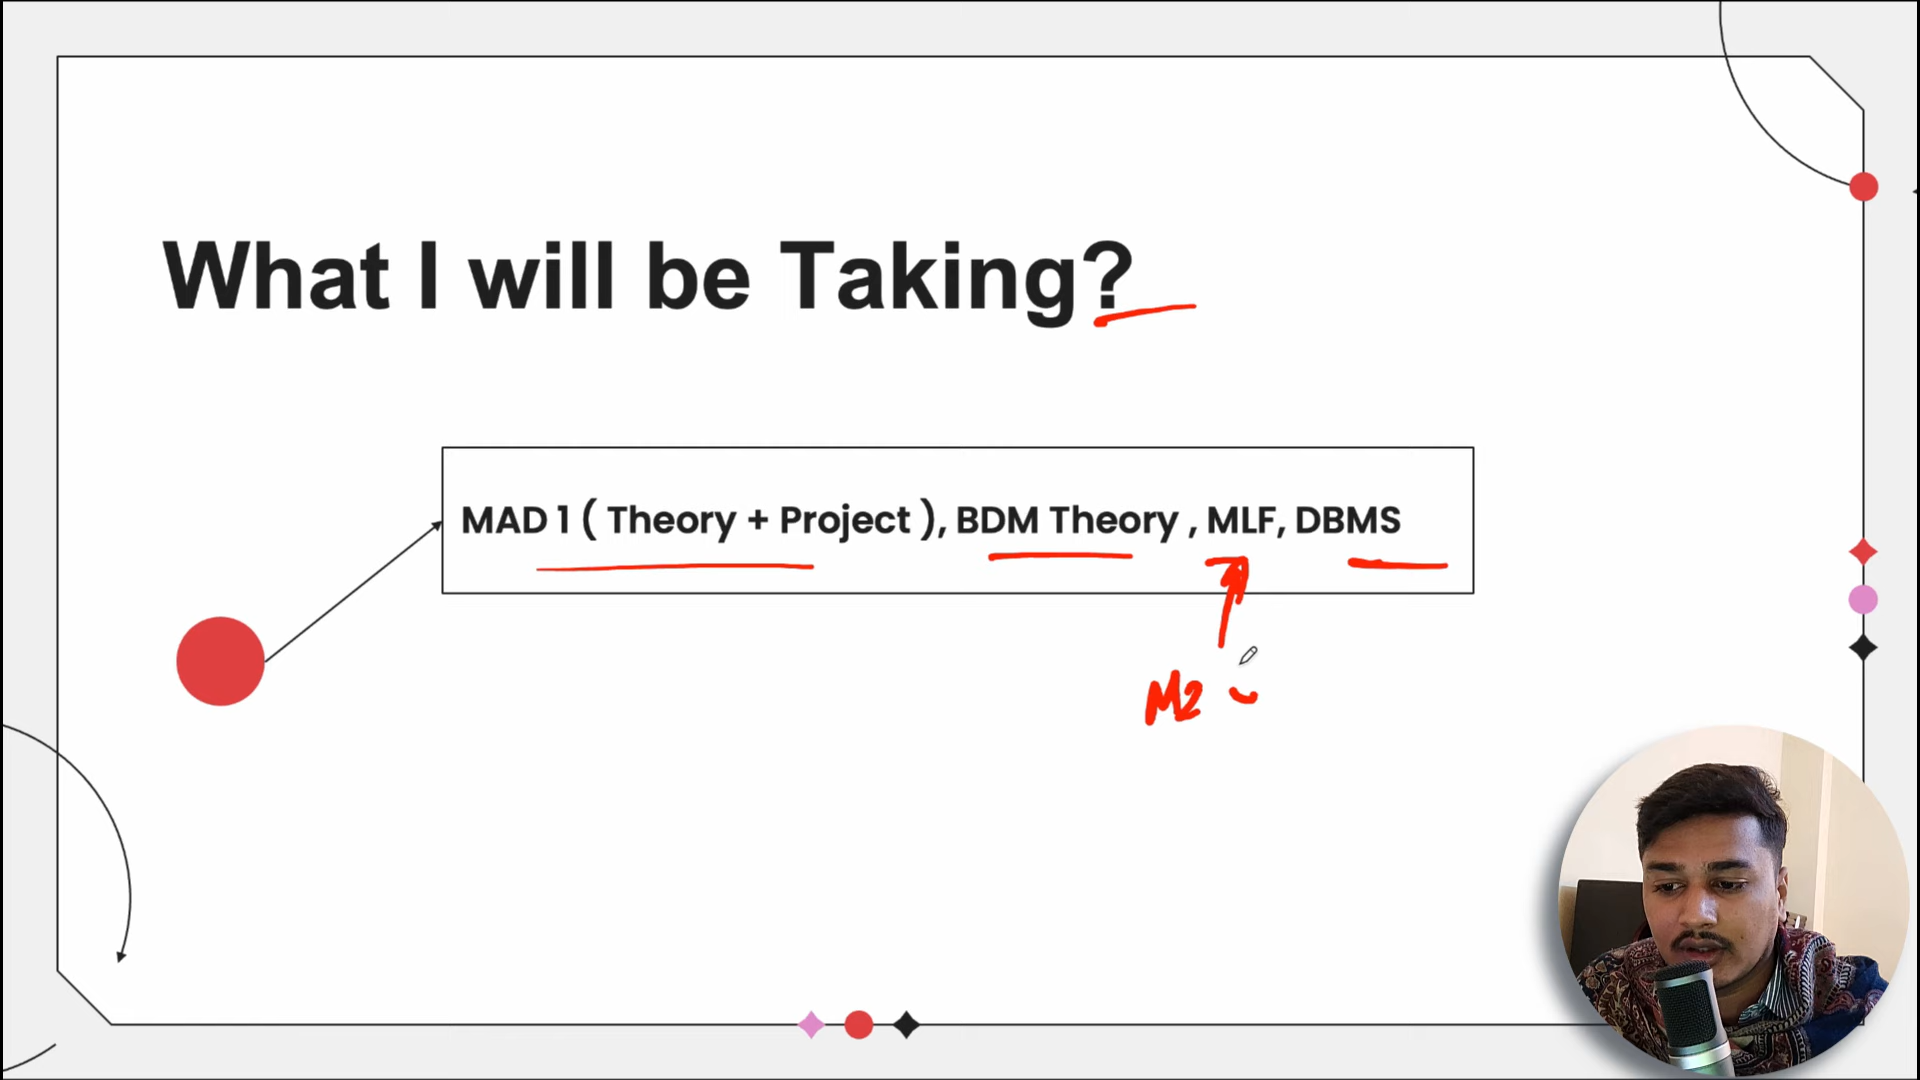 What I will be Taking?
MAD 1 ( Theory + Project ), BDM Theory , MLF, DBMS
M2